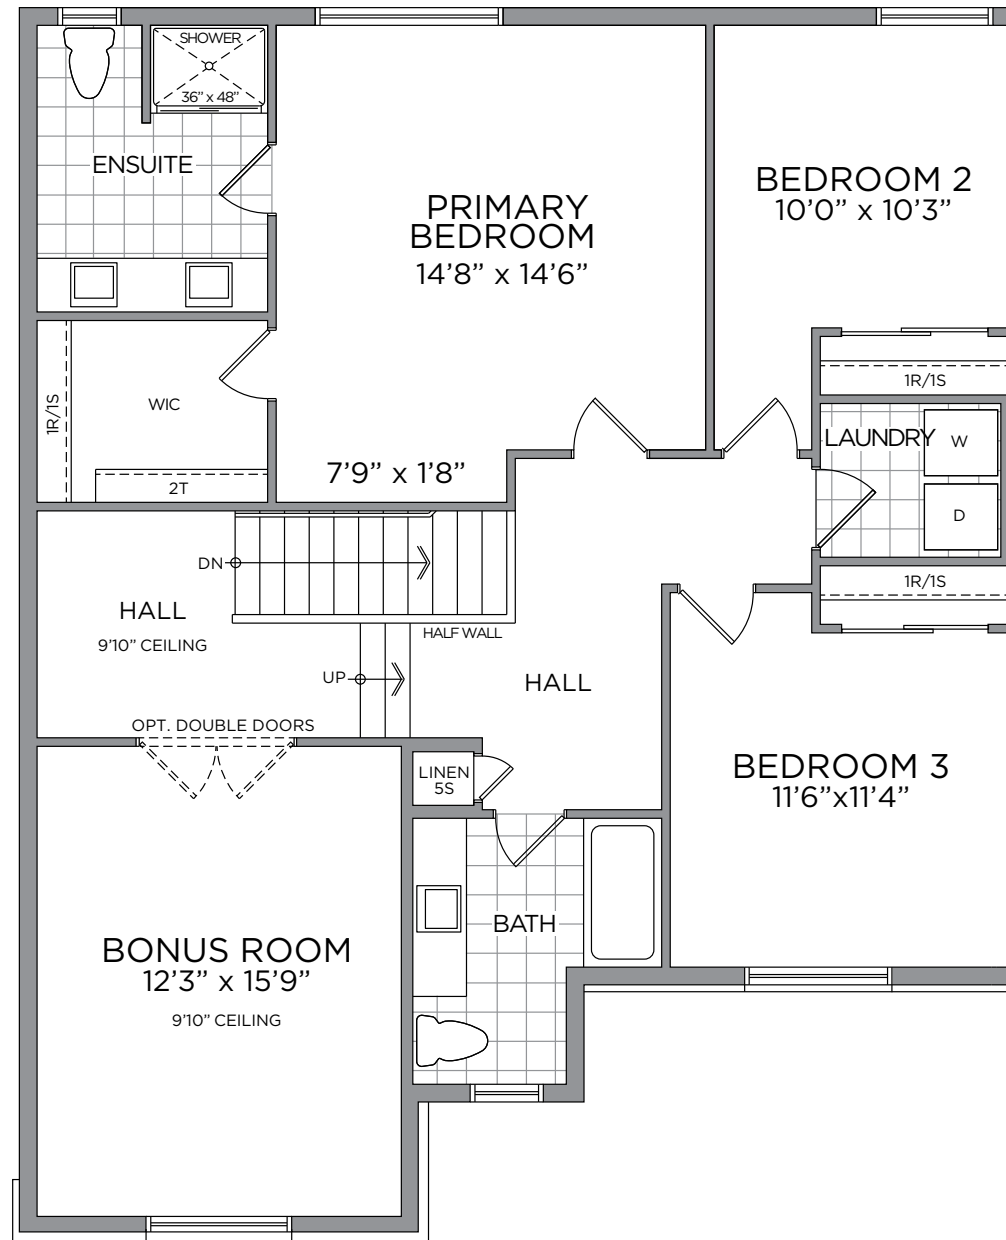 SHOWER
36” x 48”
ENSUITE
PRIMARY
BEDROOM
14’8” x 14’6”
BEDROOM 2
10’0” x 10’3”
1R/1S
WIC
2T
7’9” x 1’8”
1R/1S
LAUNDRY
W
D
1R/1S
DN
HALL
9’10” CEILING
HALF WALL
UP
HALL
OPT. DOUBLE DOORS
LINEN
5S
BEDROOM 3
11’6”x11’4”
BATH
BONUS ROOM
12’3” x 15’9”
9’10” CEILING